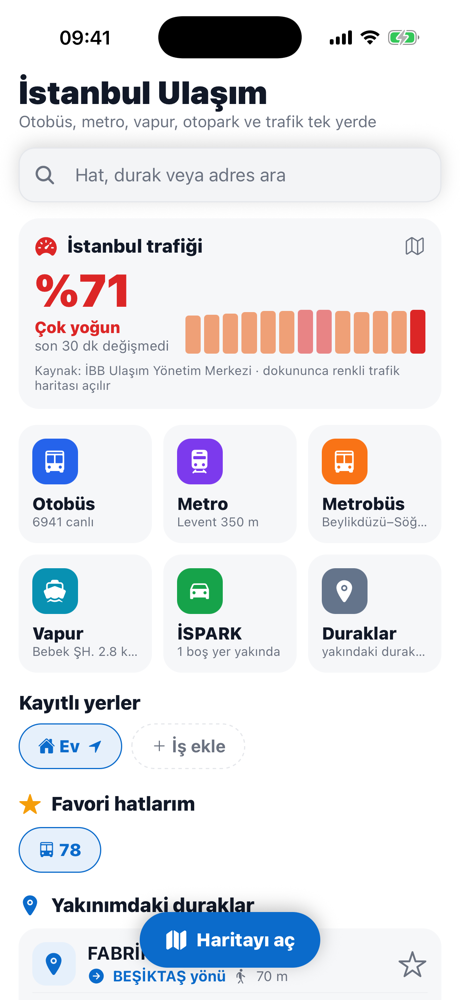 09:41
İstanbul Ulaşım
Otobüs, metro, vapur, otopark ve trafik tek yerde
Hat, durak veya adres ara
İstanbul trafiği
%71
Çok yoğun
son 30 dk değişmedi
Kaynak: İBB Ulaşım Yönetim Merkezi · dokununca renkli trafik
haritası açılır
Otobüs
6941 canlı
Metro
Levent 350 m
Metrobüs
Beylikdüzü–Söğ...
Vapur
Bebek ŞH. 2.8 k...
İSPARK
1 boş yer yakında
Duraklar
yakındaki durak...
Kayıtlı yerler
Ev
+ İş ekle
Favori hatlarım
78
Yakınımdaki duraklar
Haritayı aç
BEŞİKTAŞ yönü 70 m